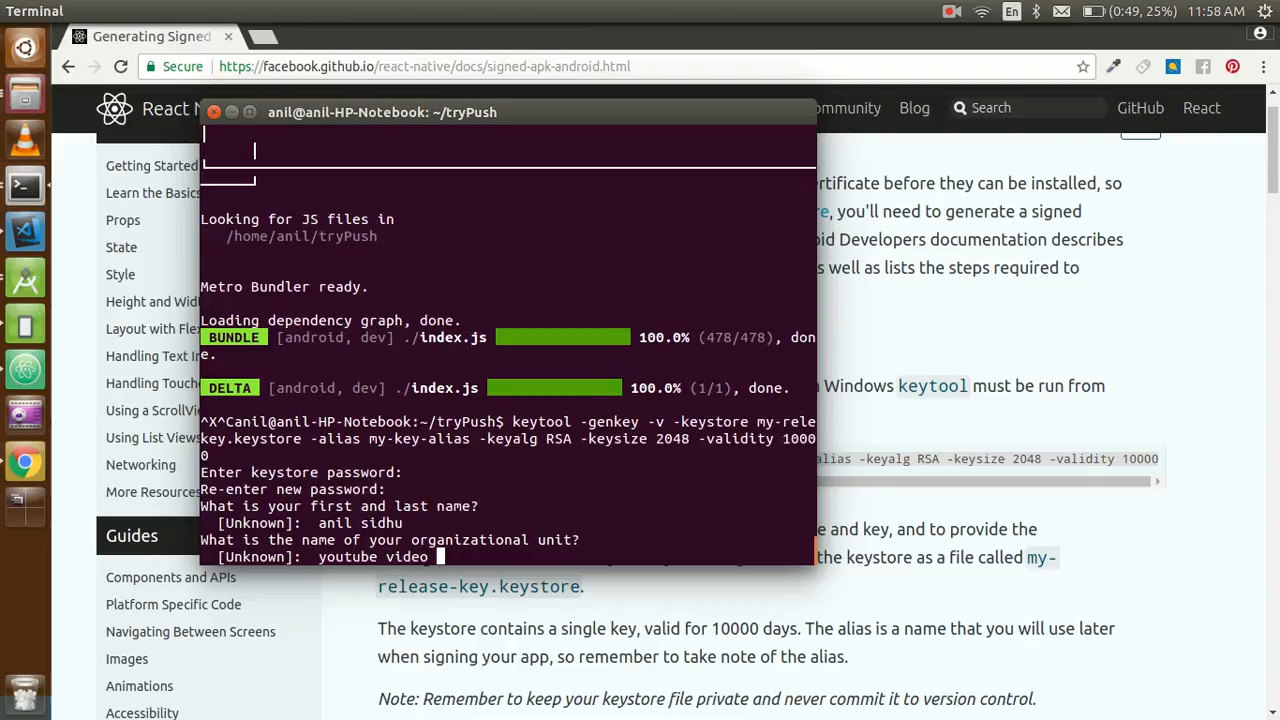 Terminal
En
(0:49, 25%)
11:58 AM
Generating Signed
Secure
https://facebook.github.io/react-native/docs/signed-apk-android.html
React N
anil@anil-HP-Notebook: ~/tryPush
ommunity
Blog
Search
GitHub
React
Getting Started
Learn the Basics
Props
State
Style
Height and Wid
Layout with Flex
Handling Text In
Handling Touche
Using a ScrollVie
Using List Views
Networking
More Resources
Guides
Components and APIs
Platform Specific Code
Navigating Between Screens
Images
Animations
Accessibility
Looking for JS files in
/home/anil/tryPush
Metro Bundler ready.
Loading dependency graph, done.
BUNDLE [android, dev] ./index.js 100.0% (478/478), don
e.
DELTA [android, dev] ./index.js 100.0% (1/1), done.
^X^Canil@anil-HP-Notebook:~/tryPush$ keytool -genkey -v -keystore my-rele
key.keystore -alias my-key-alias -keyalg RSA -keysize 2048 -validity 1000
0
Enter keystore password:
Re-enter new password:
What is your first and last name?
[Unknown]: anil sidhu
What is the name of your organizational unit?
[Unknown]: youtube video
ertificate before they can be installed, so
e, you'll need to generate a signed
oid Developers documentation describes
s well as lists the steps required to
n Windows keytool must be run from
alias -keyalg RSA -keysize 2048 -validity 10000
e and key, and to provide the
the keystore as a file called my-
release-key.keystore.
The keystore contains a single key, valid for 10000 days. The alias is a name that you will use later
when signing your app, so remember to take note of the alias.
Note: Remember to keep your keystore file private and never commit it to version control.